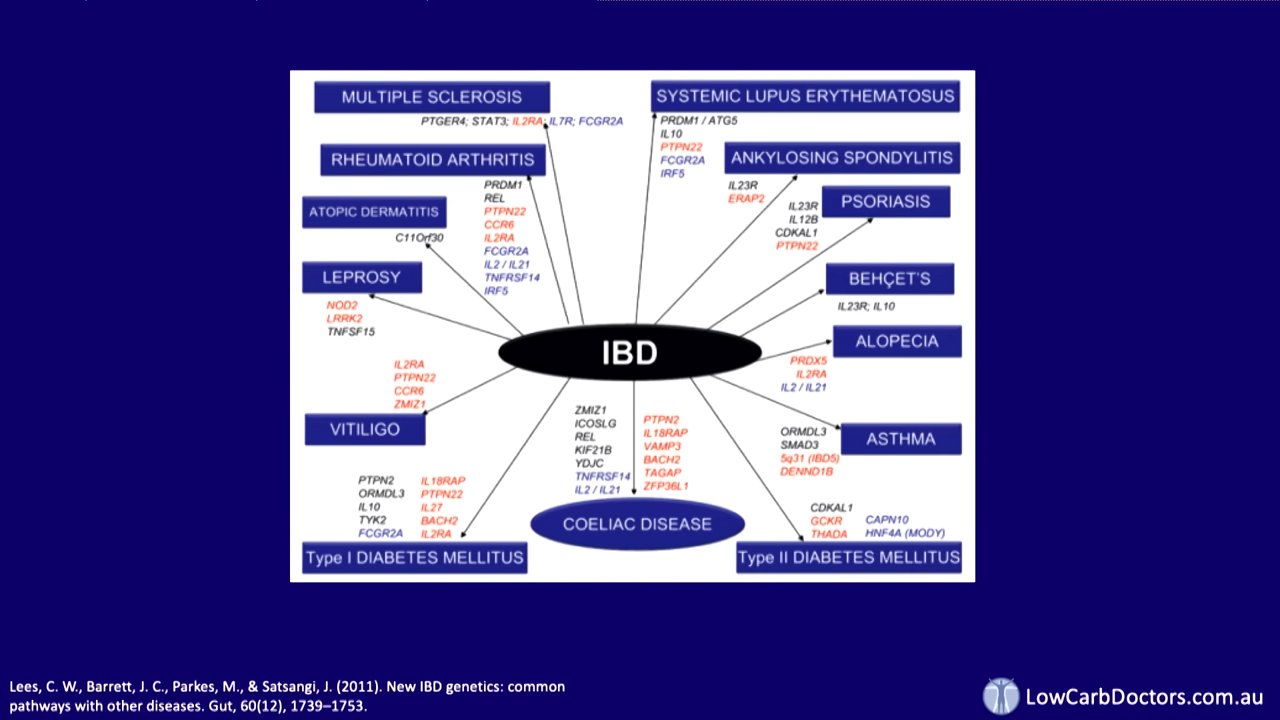 MULTIPLE SCLEROSIS
PTGER4; STAT3; IL2RA; IL7R; FCGR2A
SYSTEMIC LUPUS ERYTHEMATOSUS
PRDM1 / ATG5
IL10
PTPN22
FCGR2A
IRF5
RHEUMATOID ARTHRITIS
PRDM1
REL
PTPN22
CCR6
IL2RA
FCGR2A
IL2 / IL21
TNFRSF14
IRF5
ANKYLOSING SPONDYLITIS
IL23R
ERAP2
ATOPIC DERMATITIS
C11Orf30
PSORIASIS
IL23R
IL12B
CDKAL1
PTPN22
LEPROSY
NOD2
LRRK2
TNFSF15
BEHÇET'S
IL23R; IL10
IBD
ALOPECIA
PRDX5
IL2RA
IL2 / IL21
IL2RA
PTPN22
CCR6
ZMIZ1
VITILIGO
ASTHMA
ORMDL3
SMAD3
5q31 (IBD5)
DENND1B
ZMIZ1
ICOSLG
REL
KIF21B
YDJC
TNFRSF14
IL2 / IL21
PTPN2
IL18RAP
VAMP3
BACH2
TAGAP
ZFP36L1
COELIAC DISEASE
PTPN2
ORMDL3
IL10
TYK2
FCGR2A
IL18RAP
PTPN22
IL27
BACH2
IL2RA
Type I DIABETES MELLITUS
CDKAL1
GCKR
THADA
CAPN10
HNF4A (MODY)
Type II DIABETES MELLITUS
Lees, C. W., Barrett, J. C., Parkes, M., & Satsangi, J. (2011). New IBD genetics: common
pathways with other diseases. Gut, 60(12), 1739–1753.
LowCarbDoctors.com.au